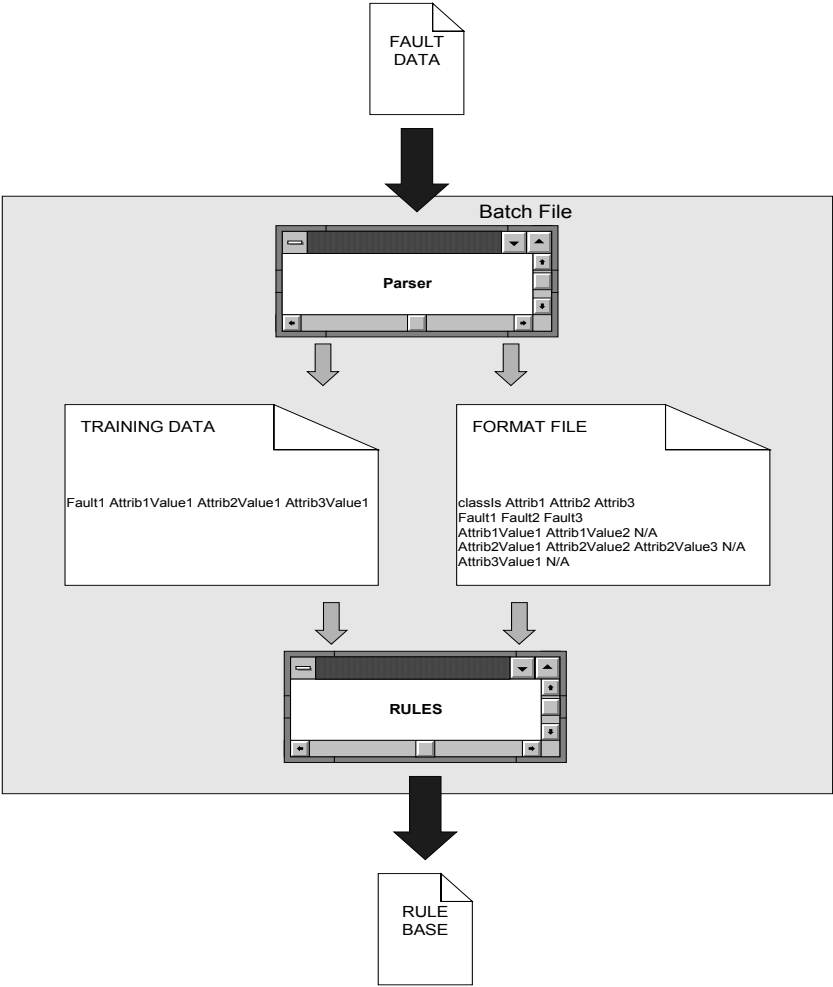 FAULT
DATA
Batch File
Parser
TRAINING DATA
Fault1 Attrib1Value1 Attrib2Value1 Attrib3Value1
FORMAT FILE
classIs Attrib1 Attrib2 Attrib3
Fault1 Fault2 Fault3
Attrib1Value1 Attrib1Value2 N/A
Attrib2Value1 Attrib2Value2 Attrib2Value3 N/A
Attrib3Value1 N/A
RULES
RULE
BASE